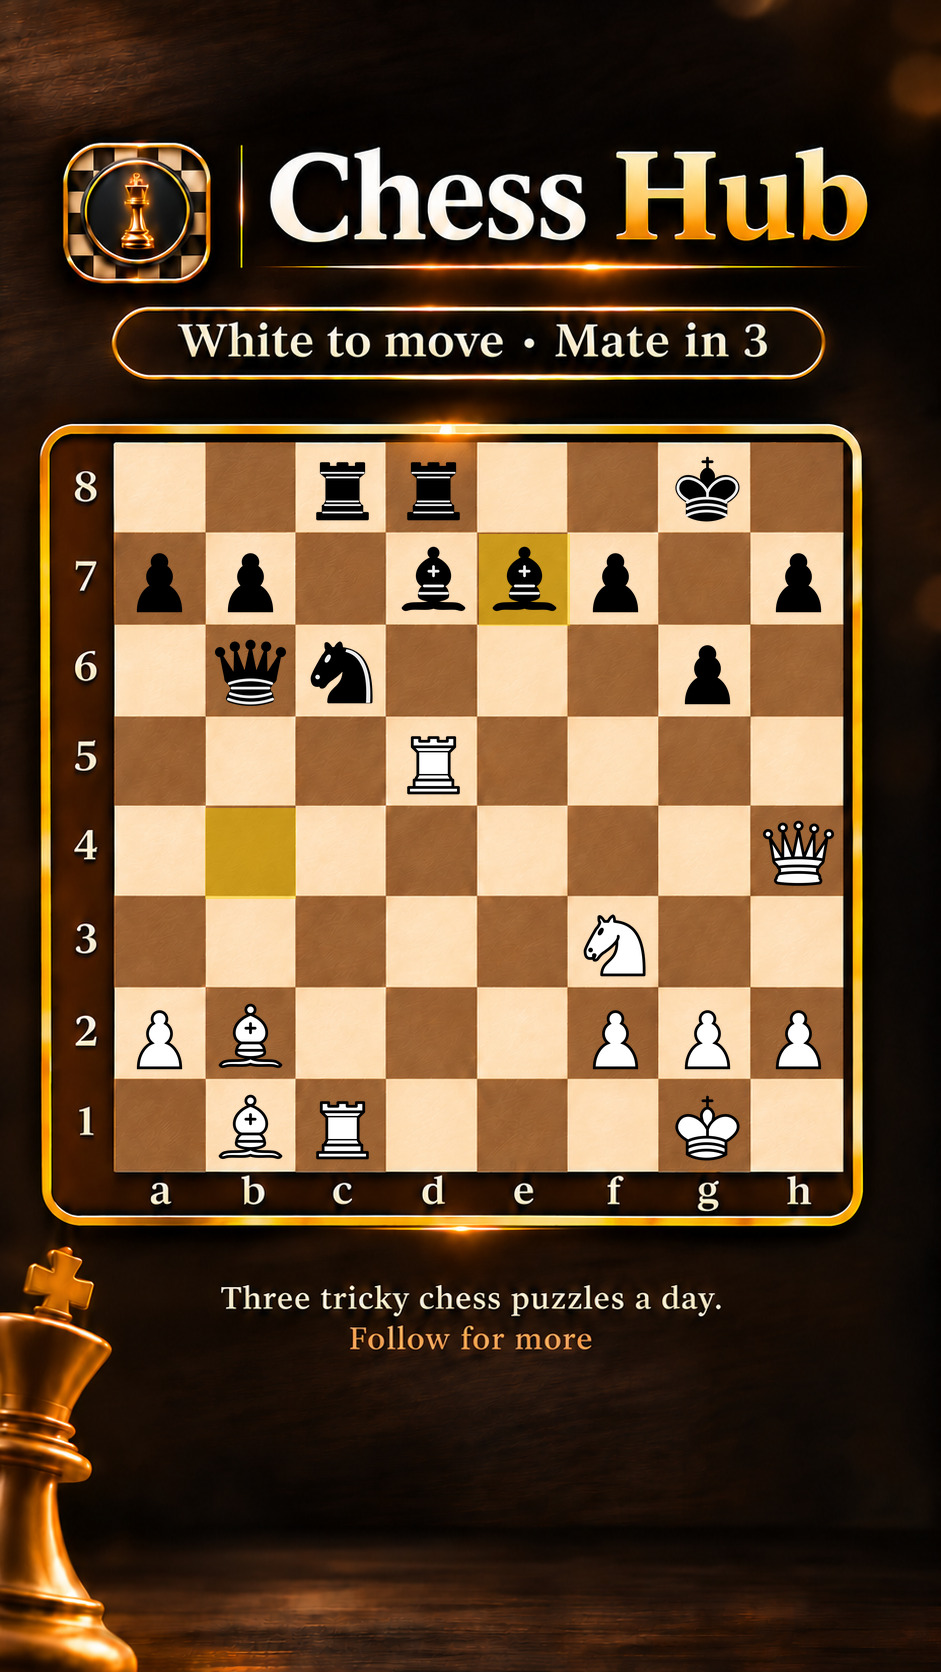 Chess Hub
White to move • Mate in 3
8
7
6
5
4
3
2
1
a b c d e f g h
Three tricky chess puzzles a day.
Follow for more